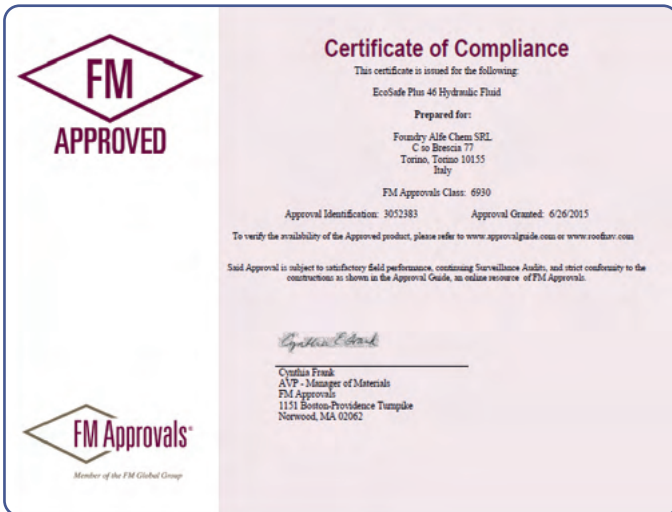 FM
APPROVED
Certificate of Compliance
This certificate is issued for the following:
EcoSafe Plus 46 Hydraulic Fluid
Prepared for:
Foundry Alfe Chem SRL
C so Brescia 77
Torino, Torino 10155
Italy
FM Approvals Class: 6930
Approval Identification: 3052383 Approval Granted: 6/26/2015
To verify the availability of the Approved product, please refer to www.approvalguide.com or www.roofnav.com
Said Approval is subject to satisfactory field performance, continuing Surveillance Audits, and strict conformity to the
constructions as shown in the Approval Guide, an online resource of FM Approvals.
Cynthia E Frank
Cynthia Frank
AVP - Manager of Materials
FM Approvals
1151 Boston-Providence Turnpike
Norwood, MA 02062
FM Approvals®
Member of the FM Global Group